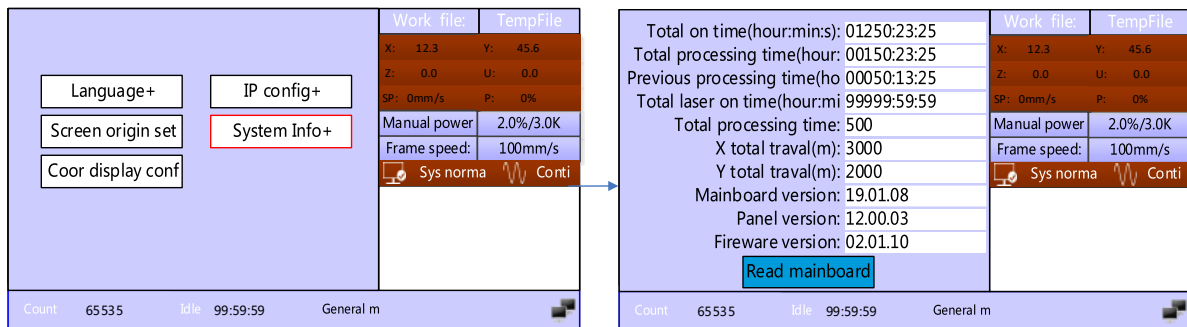 Work file: TempFile
X: 12.3 Y: 45.6
Z: 0.0 U: 0.0
SP: 0mm/s P: 0%
Manual power 2.0%/3.0K
Frame speed: 100mm/s
Sys norma Conti
Language+ IP config+
Screen origin set System Info+
Coor display conf
Count 65535 Idle 99:59:59 General m
Total on time(hour:min:s): 01250:23:25
Total processing time(hour: 00150:23:25
Previous processing time(ho 00050:13:25
Total laser on time(hour:mi 99999:59:59
Total processing time: 500
X total traval(m): 3000
Y total traval(m): 2000
Mainboard version: 19.01.08
Panel version: 12.00.03
Fireware version: 02.01.10
Read mainboard
Work file: TempFile
X: 12.3 Y: 45.6
Z: 0.0 U: 0.0
SP: 0mm/s P: 0%
Manual power 2.0%/3.0K
Frame speed: 100mm/s
Sys norma Conti
Count 65535 Idle 99:59:59 General m